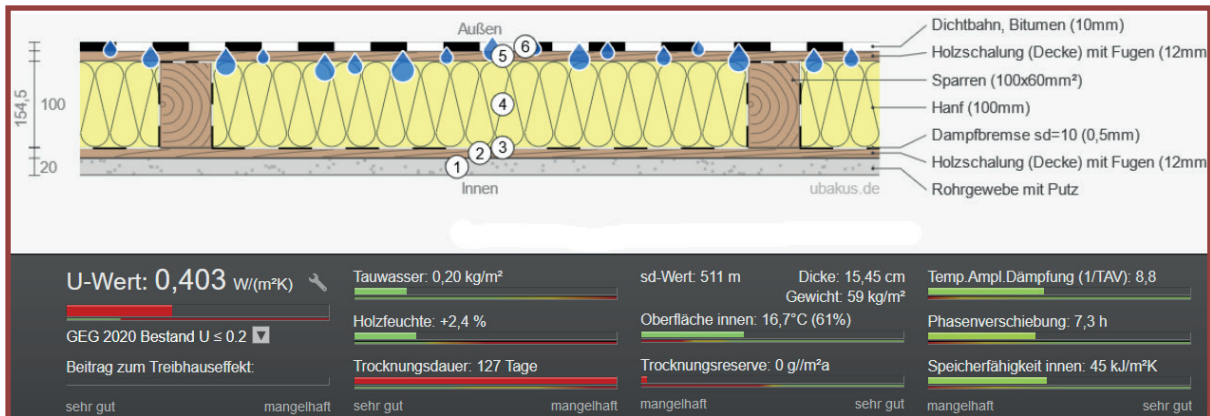 Außen
Dichtbahn, Bitumen (10mm)
Holzschalung (Decke) mit Fugen (12mm
Sparren (100x60mm²)
Hanf (100mm)
Dampfbremse sd=10 (0,5mm)
Holzschalung (Decke) mit Fugen (12mm
Rohrgewebe mit Putz
6
5
4
3
2
1
154,5
100
20
Innen
ubakus.de
U-Wert: 0,403 W/(m²K)
GEG 2020 Bestand U ≤ 0.2
Beitrag zum Treibhauseffekt:
sehr gut mangelhaft
Tauwasser: 0,20 kg/m²
Holzfeuchte: +2,4 %
Trocknungsdauer: 127 Tage
sehr gut mangelhaft
sd-Wert: 511 m Dicke: 15,45 cm
Gewicht: 59 kg/m²
Oberfläche innen: 16,7°C (61%)
Trocknungsreserve: 0 g//m²a
mangelhaft sehr gut
Temp.Ampl.Dämpfung (1/TAV): 8,8
Phasenverschiebung: 7,3 h
Speicherfähigkeit innen: 45 kJ/m²K
mangelhaft sehr gut